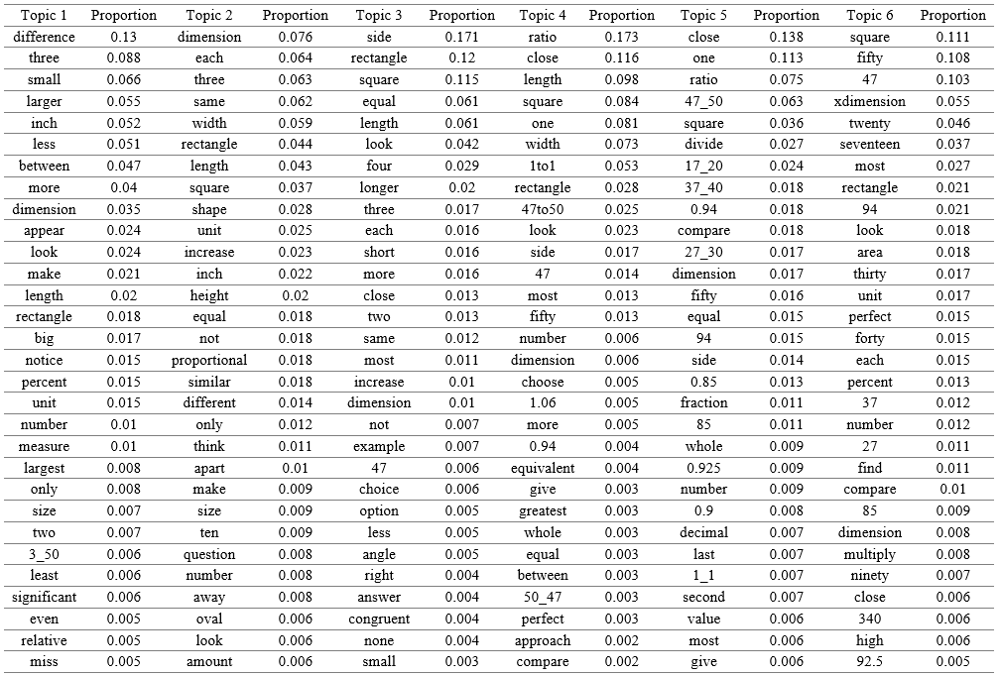 Topic 1 Proportion Topic 2 Proportion Topic 3 Proportion Topic 4 Proportion Topic 5 Proportion Topic 6 Proportion
difference 0.13 dimension 0.076 side 0.171 ratio 0.173 close 0.138 square 0.111
three 0.088 each 0.064 rectangle 0.12 close 0.116 one 0.113 fifty 0.108
small 0.066 three 0.063 square 0.115 length 0.098 ratio 0.075 47 0.103
larger 0.055 same 0.062 equal 0.061 square 0.084 47_50 0.063 xdimension 0.055
inch 0.052 width 0.059 length 0.061 one 0.081 square 0.036 twenty 0.046
less 0.051 rectangle 0.044 look 0.042 width 0.073 divide 0.027 seventeen 0.037
between 0.047 length 0.043 four 0.029 1to1 0.053 17_20 0.024 most 0.027
more 0.04 square 0.037 longer 0.02 rectangle 0.028 37_40 0.018 rectangle 0.021
dimension 0.035 shape 0.028 three 0.017 47to50 0.025 0.94 0.018 94 0.021
appear 0.024 unit 0.025 each 0.016 look 0.023 compare 0.018 look 0.018
look 0.024 increase 0.023 short 0.016 side 0.017 27_30 0.017 area 0.018
make 0.021 inch 0.022 more 0.016 47 0.014 dimension 0.017 thirty 0.017
length 0.02 height 0.02 close 0.013 most 0.013 fifty 0.016 unit 0.017
rectangle 0.018 equal 0.018 two 0.013 fifty 0.013 equal 0.015 perfect 0.015
big 0.017 not 0.018 same 0.012 number 0.006 94 0.015 forty 0.015
notice 0.015 proportional 0.018 most 0.011 dimension 0.006 side 0.014 each 0.015
percent 0.015 similar 0.018 increase 0.01 choose 0.005 0.85 0.013 percent 0.013
unit 0.015 different 0.014 dimension 0.01 1.06 0.005 fraction 0.011 37 0.012
number 0.01 only 0.012 not 0.007 more 0.005 85 0.011 number 0.012
measure 0.01 think 0.011 example 0.007 0.94 0.004 whole 0.009 27 0.011
largest 0.008 apart 0.01 47 0.006 equivalent 0.004 0.925 0.009 find 0.011
only 0.008 make 0.009 choice 0.006 give 0.003 number 0.009 compare 0.01
size 0.007 size 0.009 option 0.005 greatest 0.003 0.9 0.008 85 0.009
two 0.007 ten 0.009 less 0.005 whole 0.003 decimal 0.007 dimension 0.008
3_50 0.006 question 0.008 angle 0.005 equal 0.003 last 0.007 multiply 0.008
least 0.006 number 0.008 right 0.004 between 0.003 1_1 0.007 ninety 0.007
significant 0.006 away 0.008 answer 0.004 50_47 0.003 second 0.007 close 0.006
even 0.005 oval 0.006 congruent 0.004 perfect 0.003 value 0.006 340 0.006
relative 0.005 look 0.006 none 0.004 approach 0.002 most 0.006 high 0.006
miss 0.005 amount 0.006 small 0.003 compare 0.002 give 0.006 92.5 0.005